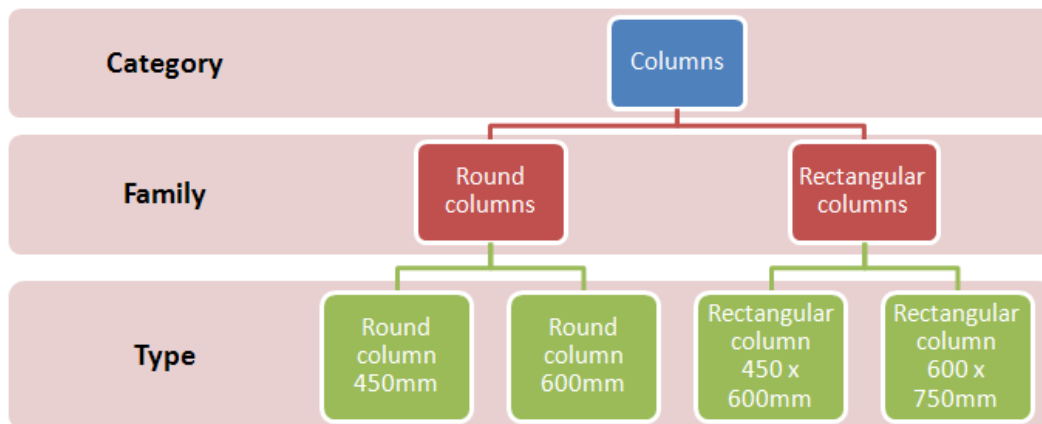 Category
Columns
Family
Round
columns
Rectangular
columns
Type
Round
column
450mm
Round
column
600mm
Rectangular
column
450 x
600mm
Rectangular
column
600 x
750mm